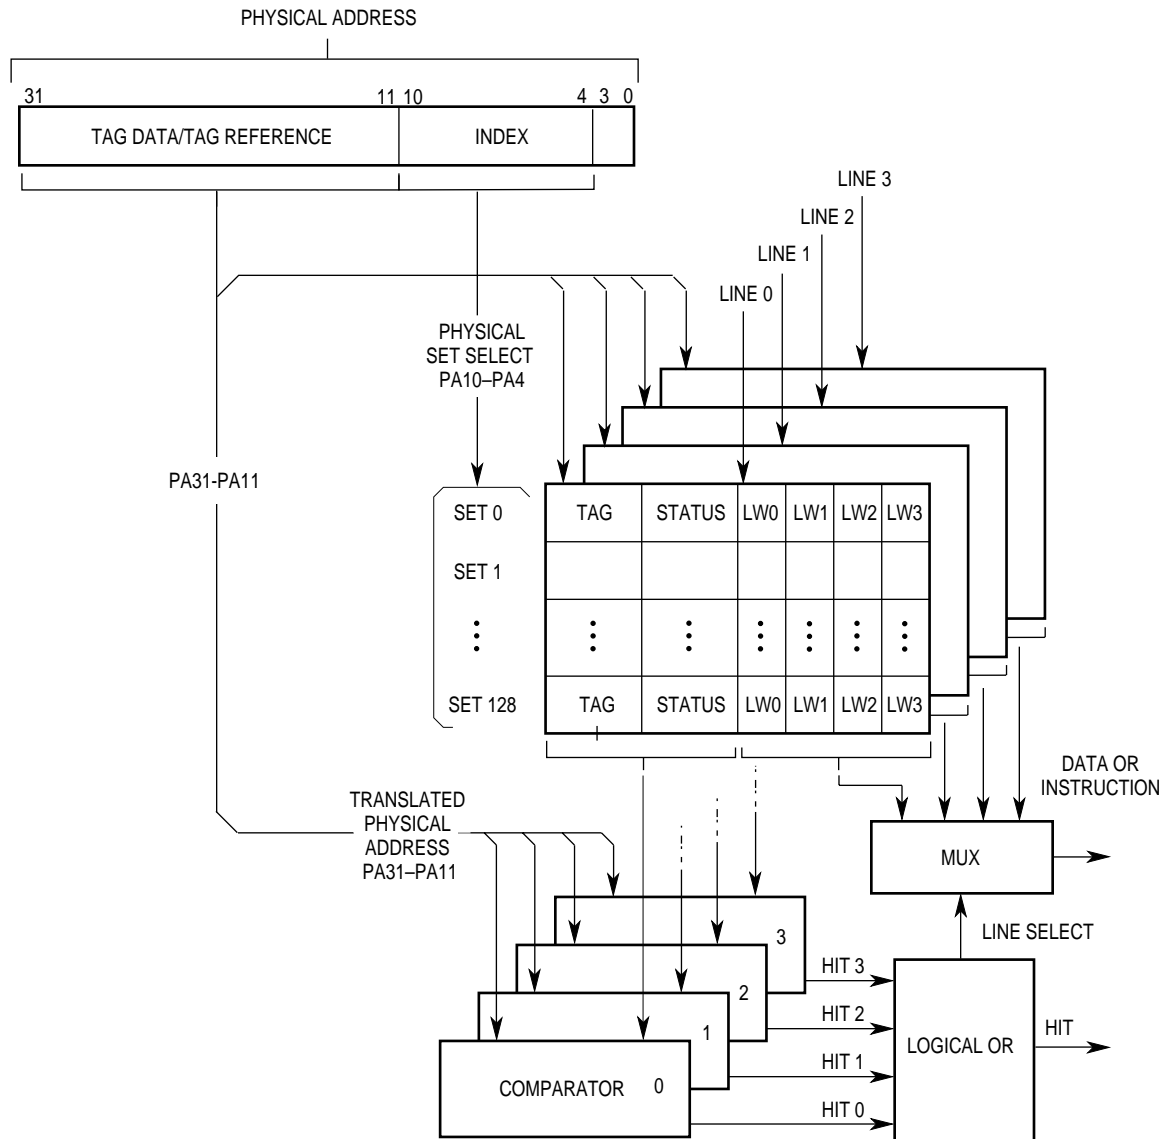 PHYSICAL ADDRESS
31 11 10 4 3 0
TAG DATA/TAG REFERENCE INDEX
LINE 3
LINE 2
LINE 1
LINE 0
PHYSICAL
SET SELECT
PA10–PA4
PA31-PA11
SET 0 TAG STATUS LW0 LW1 LW2 LW3
SET 1
SET 128 TAG STATUS LW0 LW1 LW2 LW3
DATA OR
INSTRUCTION
TRANSLATED
PHYSICAL
ADDRESS
PA31–PA11
MUX
LINE SELECT
3
HIT 3
2
HIT 2
1
HIT 1
LOGICAL OR
HIT
COMPARATOR 0
HIT 0